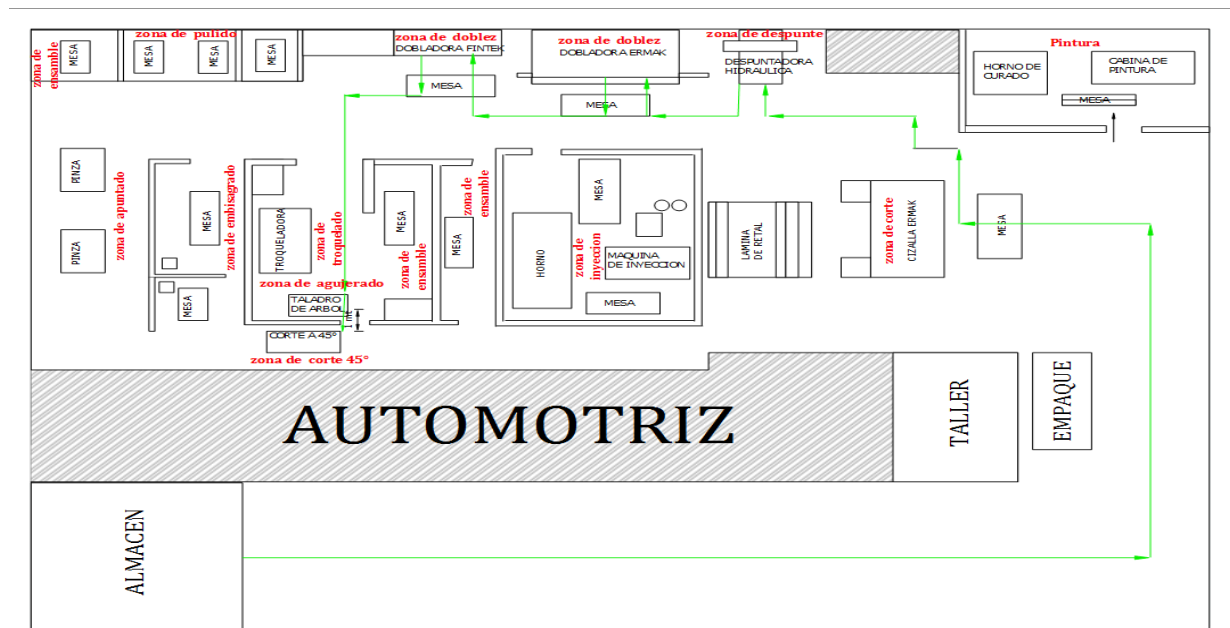 zona de pulido
zona de doblez
zona de doblez
zona de despunte
Pintura
zona de
ensamble
MESA
MESA
MESA
MESA
DOBLADORA FINTEK
MESA
DOBLADORA ERMAK
MESA
DESPUNTADORA
HIDRAULICA
HORNO DE
CURADO
CABINA DE
PINTURA
MESA
PINZA
PINZA
zona de apuntado
MESA
zona de embisagrado
MESA
TROQUELADORA
zona de
troquelado
zona de agujerado
TALADRO
DE ARBOL
1 mt
CORTE A 45°
zona de corte 45°
MESA
zona de
ensamble
MESA
zona de
ensamble
HORNO
MESA
zona de
inyeccion
MAQUINA
DE INYECCION
MESA
LAMINA
DE RETAL
zona de corte
CIZALLA ERMAK
MESA
AUTOMOTRIZ
TALLER
EMPAQUE
ALMACEN